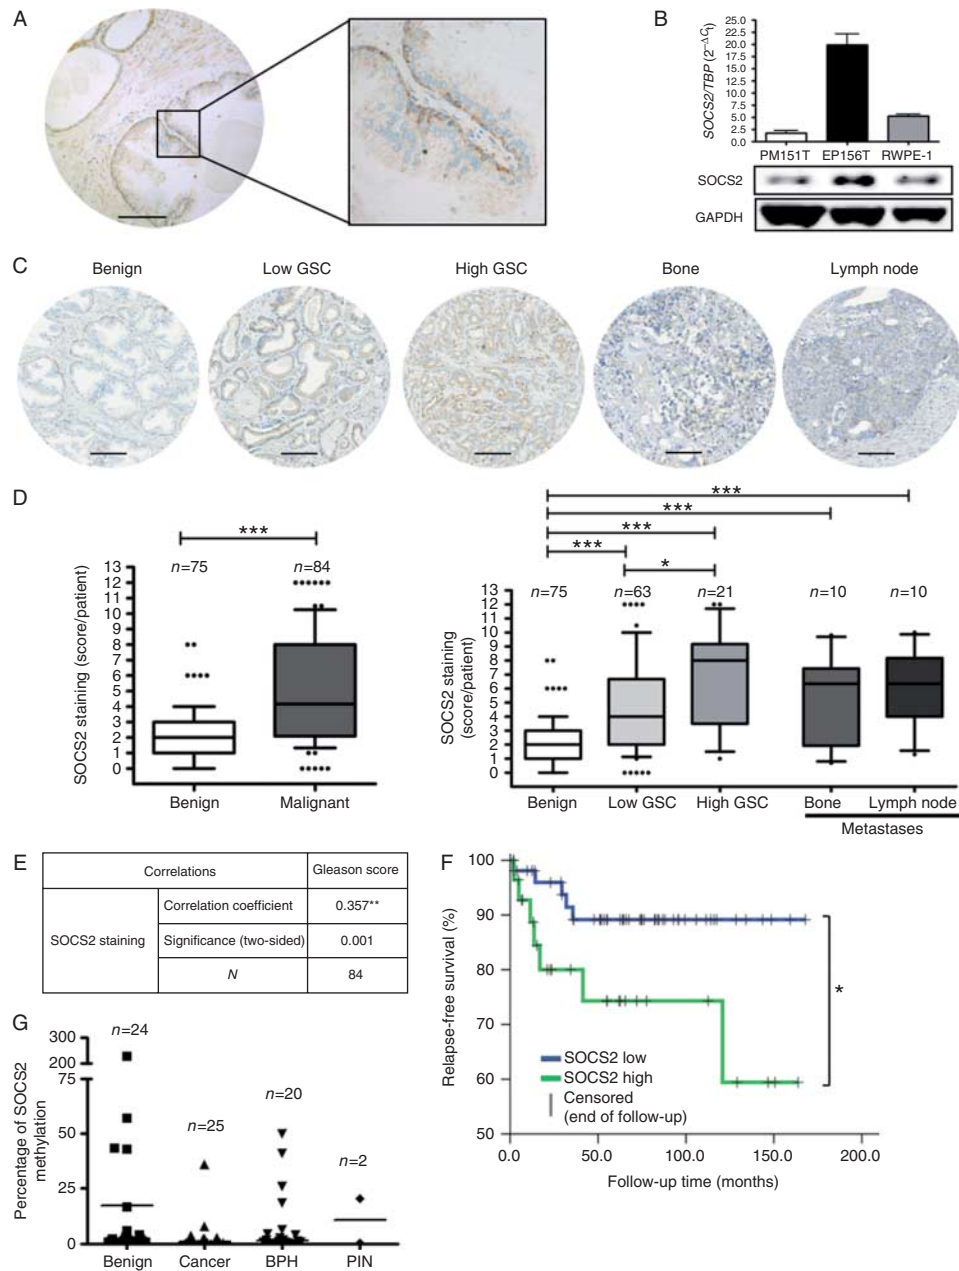 A
B
SOCS2/TBP (2−ΔCt)
25.0
22.5
20.0
17.5
15.0
12.5
10.0
7.5
5.0
2.5
0.0
PM151T EP156T RWPE-1
SOCS2
GAPDH
C
Benign Low GSC High GSC Bone Lymph node
D
SOCS2 staining (score/patient)
***
n=75 n=84
13
12
11
10
9
8
7
6
5
4
3
2
1
0
Benign Malignant
SOCS2 staining
(score/patient)
***
***
***
***
*
n=75 n=63 n=21 n=10 n=10
13
12
11
10
9
8
7
6
5
4
3
2
1
0
Benign Low GSC High GSC Bone Lymph node
Metastases
E
Correlations Gleason score
SOCS2 staining
Correlation coefficient 0.357**
Significance (two-sided) 0.001
N 84
F
Relapse-free survival (%)
100
90
80
70
60
50
*
SOCS2 low
SOCS2 high
Censored
(end of follow-up)
0.0 50.0 100.0 150.0 200.0
Follow-up time (months)
G
Percentage of SOCS2
methylation
300
200
75
50
25
0
n=24
n=25
n=20
n=2
Benign Cancer BPH PIN